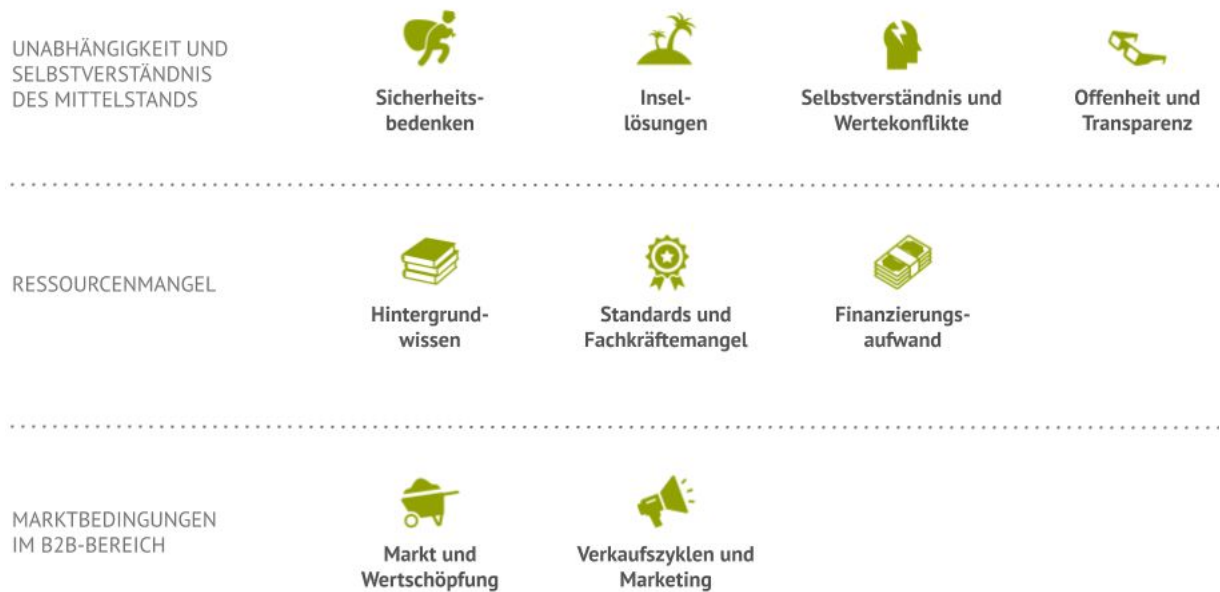 UNABHÄNGIGKEIT UND
SELBSTVERSTÄNDNIS
DES MITTELSTANDS
Sicherheits-
bedenken
Insel-
lösungen
Selbstverständnis und
Wertekonflikte
Offenheit und
Transparenz
RESSOURCENMANGEL
Hintergrund-
wissen
Standards und
Fachkräftemangel
Finanzierungs-
aufwand
MARKTBEDINGUNGEN
IM B2B-BEREICH
Markt und
Wertschöpfung
Verkaufszyklen und
Marketing